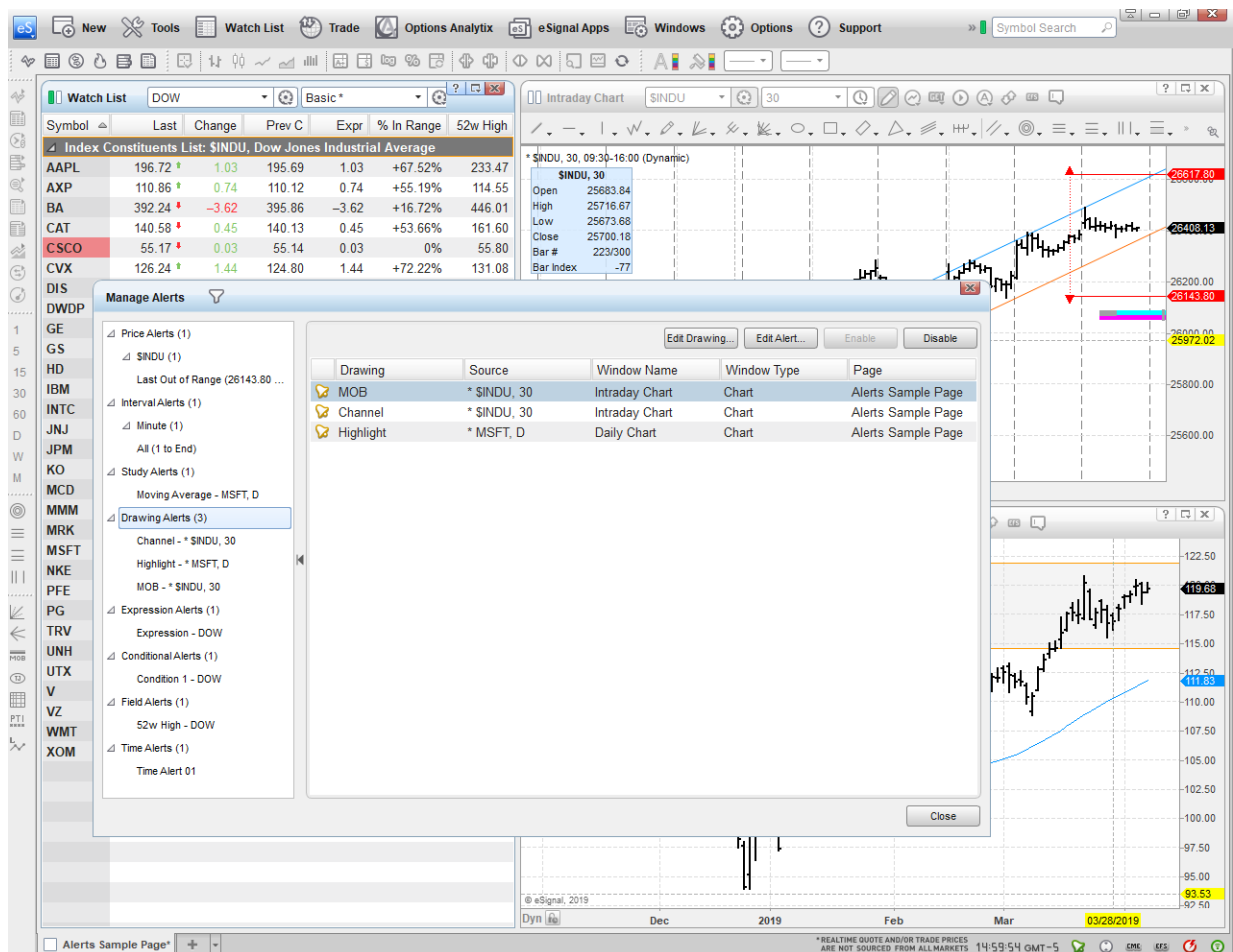 eS New Tools Watch List Trade Options Analytix eS eSignal Apps Windows Options Support » Symbol Search
Watch List DOW Basic* ?
Symbol Last Change Prev C Expr % In Range 52w High
Index Constituents List: $INDU, Dow Jones Industrial Average
AAPL 196.72 1.03 195.69 1.03 +67.52% 233.47
AXP 110.86 0.74 110.12 0.74 +55.19% 114.55
BA 392.24 −3.62 395.86 −3.62 +16.72% 446.01
CAT 140.58 0.45 140.13 0.45 +53.66% 161.60
CSCO 55.17 0.03 55.14 0.03 0% 55.80
CVX 126.24 1.44 124.80 1.44 +72.22% 131.08
DIS
DWDP
GE
GS
HD
IBM
INTC
JNJ
JPM
KO
MCD
MMM
MRK
MSFT
NKE
PFE
PG
TRV
UNH
UTX
V
VZ
WMT
XOM
1
5
15
30
60
D
W
M
MOB
12
PTI
Intraday Chart $INDU 30 ?
* $INDU, 30, 09:30-16:00 (Dynamic)
$INDU, 30
Open 25683.84
High 25716.67
Low 25673.68
Close 25700.18
Bar # 223/300
Bar Index -77
26617.80
26408.13
26200.00
26143.80
26000.00
25972.02
25800.00
25600.00
Manage Alerts
Price Alerts (1)
$INDU (1)
Last Out of Range (26143.80 ...
Interval Alerts (1)
Minute (1)
All (1 to End)
Study Alerts (1)
Moving Average - MSFT, D
Drawing Alerts (3)
Channel - * $INDU, 30
Highlight - * MSFT, D
MOB - * $INDU, 30
Expression Alerts (1)
Expression - DOW
Conditional Alerts (1)
Condition 1 - DOW
Field Alerts (1)
52w High - DOW
Time Alerts (1)
Time Alert 01
Edit Drawing... Edit Alert... Enable Disable
Drawing Source Window Name Window Type Page
MOB * $INDU, 30 Intraday Chart Chart Alerts Sample Page
Channel * $INDU, 30 Intraday Chart Chart Alerts Sample Page
Highlight * MSFT, D Daily Chart Chart Alerts Sample Page
Close
?
122.50
119.68
117.50
115.00
112.50
111.83
110.00
107.50
105.00
102.50
100.00
97.50
95.00
93.53
92.50
© eSignal, 2019
Dyn Dec 2019 Feb Mar 03/28/2019
Alerts Sample Page* +
*REALTIME QUOTE AND/OR TRADE PRICES
ARE NOT SOURCED FROM ALL MARKETS 14:59:54 GMT-5 CME EFS